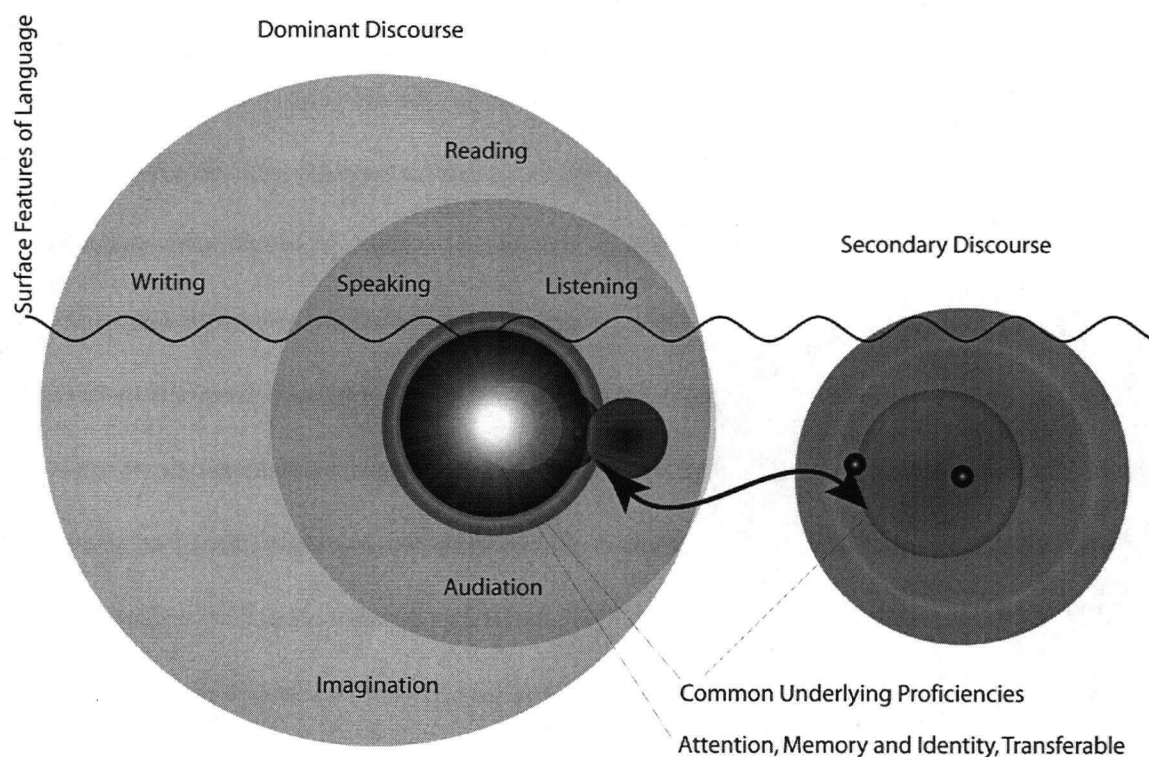 Dominant Discourse
Surface Features of Language
Reading
Secondary Discourse
Writing
Speaking
Listening
Audiation
Imagination
Common Underlying Proficiencies
Attention, Memory and Identity, Transferable